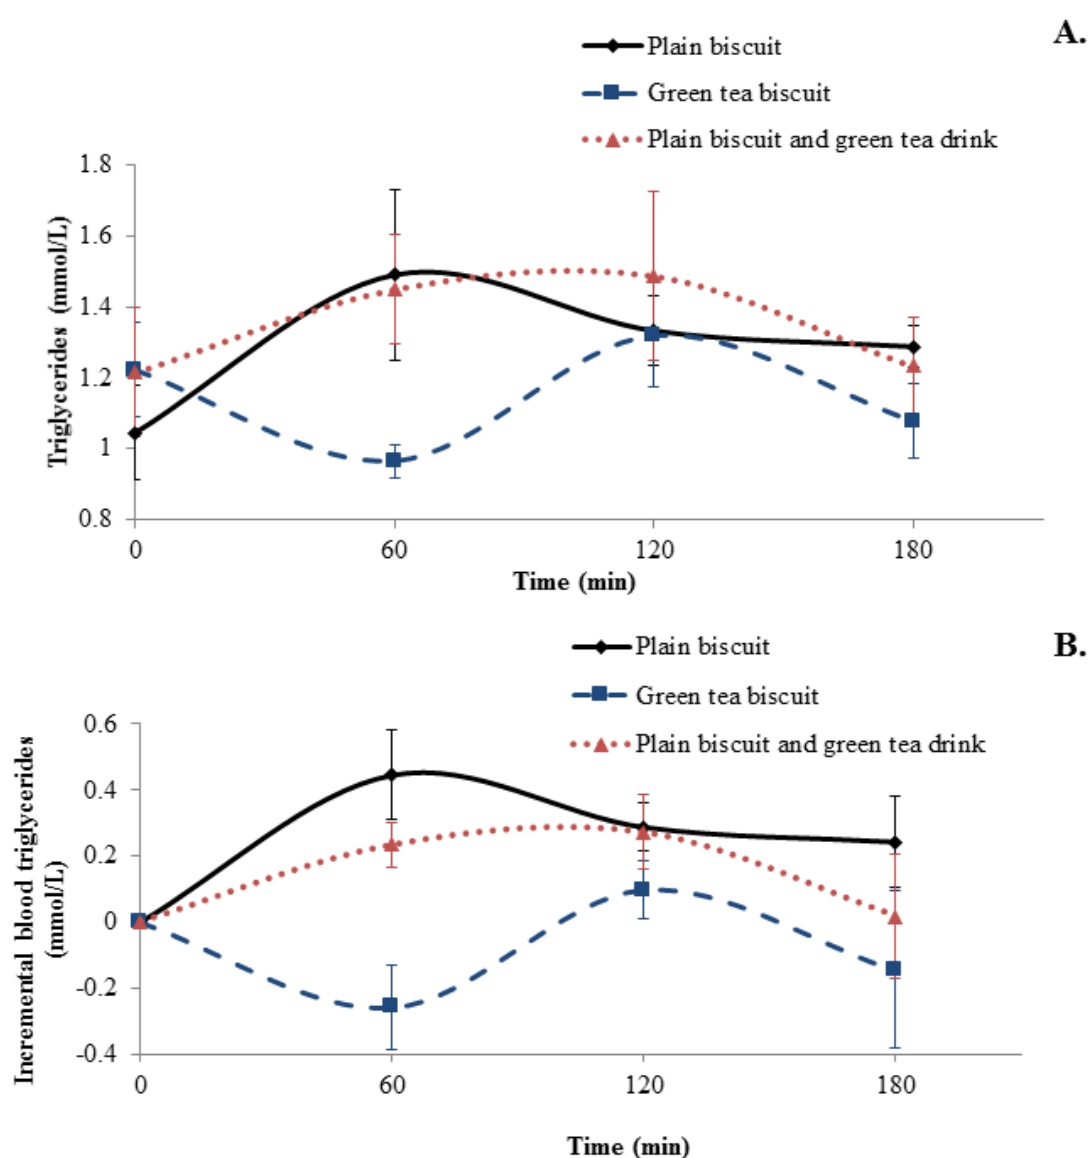 A.
Plain biscuit
Green tea biscuit
Plain biscuit and green tea drink
Triglycerides (mmol/L)
1.8
1.6
1.4
1.2
1
0.8
0
60
120
180
Time (min)
B.
Plain biscuit
Green tea biscuit
Plain biscuit and green tea drink
Incremental blood triglycerides
(mmol/L)
0.6
0.4
0.2
0
-0.2
-0.4
0
60
120
180
Time (min)